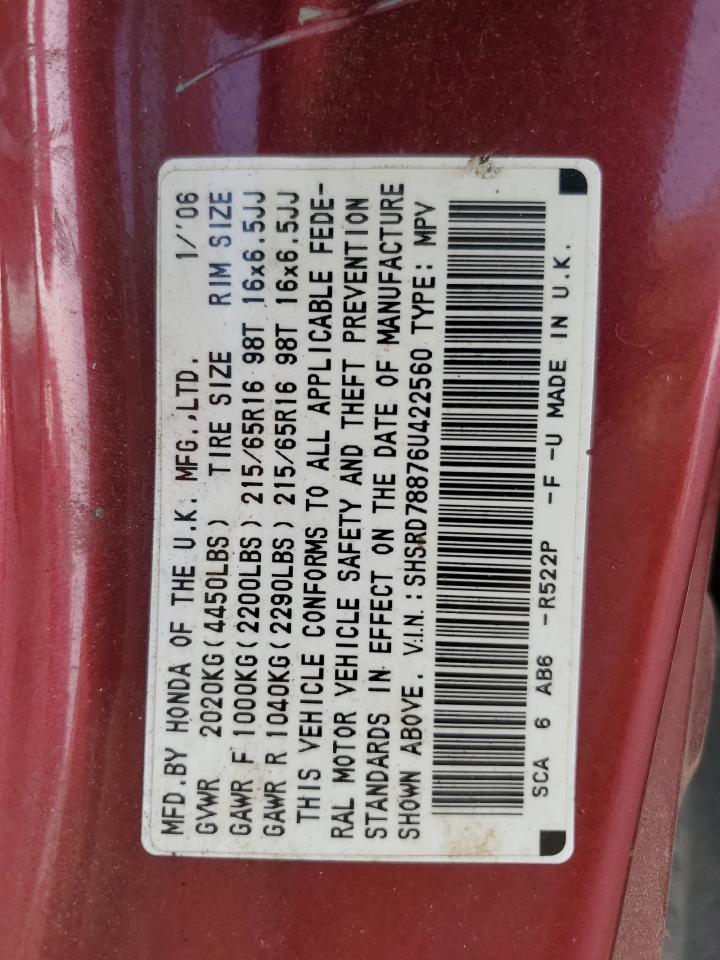 MFD.BY HONDA OF THE U.K. MFG.,LTD. 1/'06
GVWR 2020KG(4450LBS) TIRE SIZE RIM SIZE
GAWR F 1000KG(2200LBS) 215/65R16 98T 16x6.5JJ
GAWR R 1040KG(2290LBS) 215/65R16 98T 16x6.5JJ
THIS VEHICLE CONFORMS TO ALL APPLICABLE FEDE-
RAL MOTOR VEHICLE SAFETY AND THEFT PREVENTION
STANDARDS IN EFFECT ON THE DATE OF MANUFACTURE
SHOWN ABOVE. V.I.N.:SHSRD78876U422560 TYPE: MPV
SCA 6 AB6 -R522P -F -U MADE IN U.K.